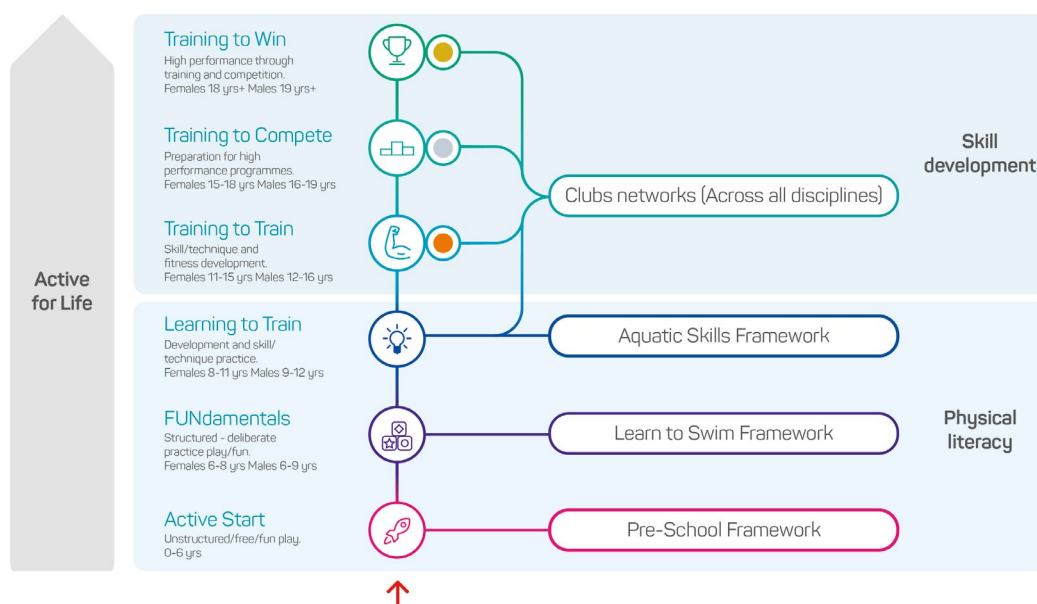 Active
for Life
Training to Win
High performance through
training and competition.
Females 18 yrs+ Males 19 yrs+
Training to Compete
Preparation for high
performance programmes.
Females 15-18 yrs Males 16-19 yrs
Training to Train
Skill/technique and
fitness development.
Females 11-15 yrs Males 12-16 yrs
Clubs networks (Across all disciplines)
Skill
development
Learning to Train
Development and skill/
technique practice.
Females 8-11 yrs Males 9-12 yrs
Aquatic Skills Framework
FUNdamentals
Structured - deliberate
practice play/fun.
Females 6-8 yrs Males 6-9 yrs
Learn to Swim Framework
Physical
literacy
Active Start
Unstructured/free/fun play.
0-6 yrs
Pre-School Framework